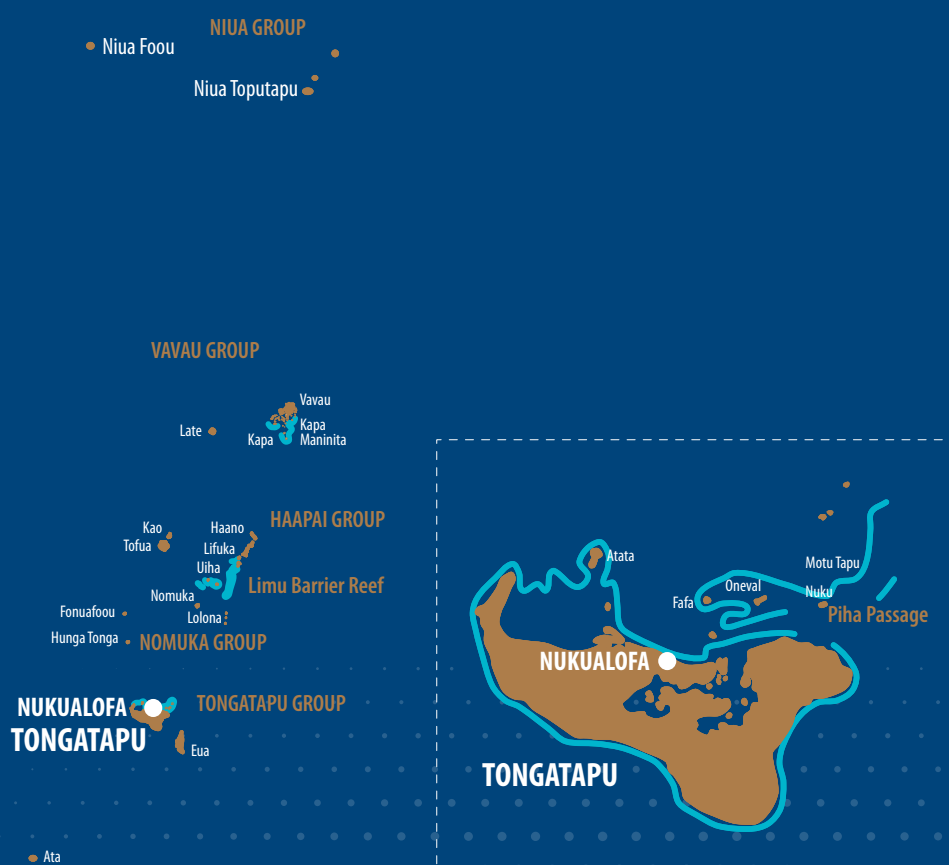 NIUA GROUP
Niua Foou
Niua Toputapu
VAVAU GROUP
Vavau
Late
Kapa
Kapa
Maninita
HAAPAI GROUP
Kao
Haano
Tofua
Lifuka
Uiha
Limu Barrier Reef
Nomuka
Fonuafoou
Lolona
Hunga Tonga
NOMUKA GROUP
NUKUALOFA
TONGATAPU GROUP
TONGATAPU
Eua
Ata
Atata
Motu Tapu
Oneval
Fafa
Nuku
Piha Passage
NUKUALOFA
TONGATAPU